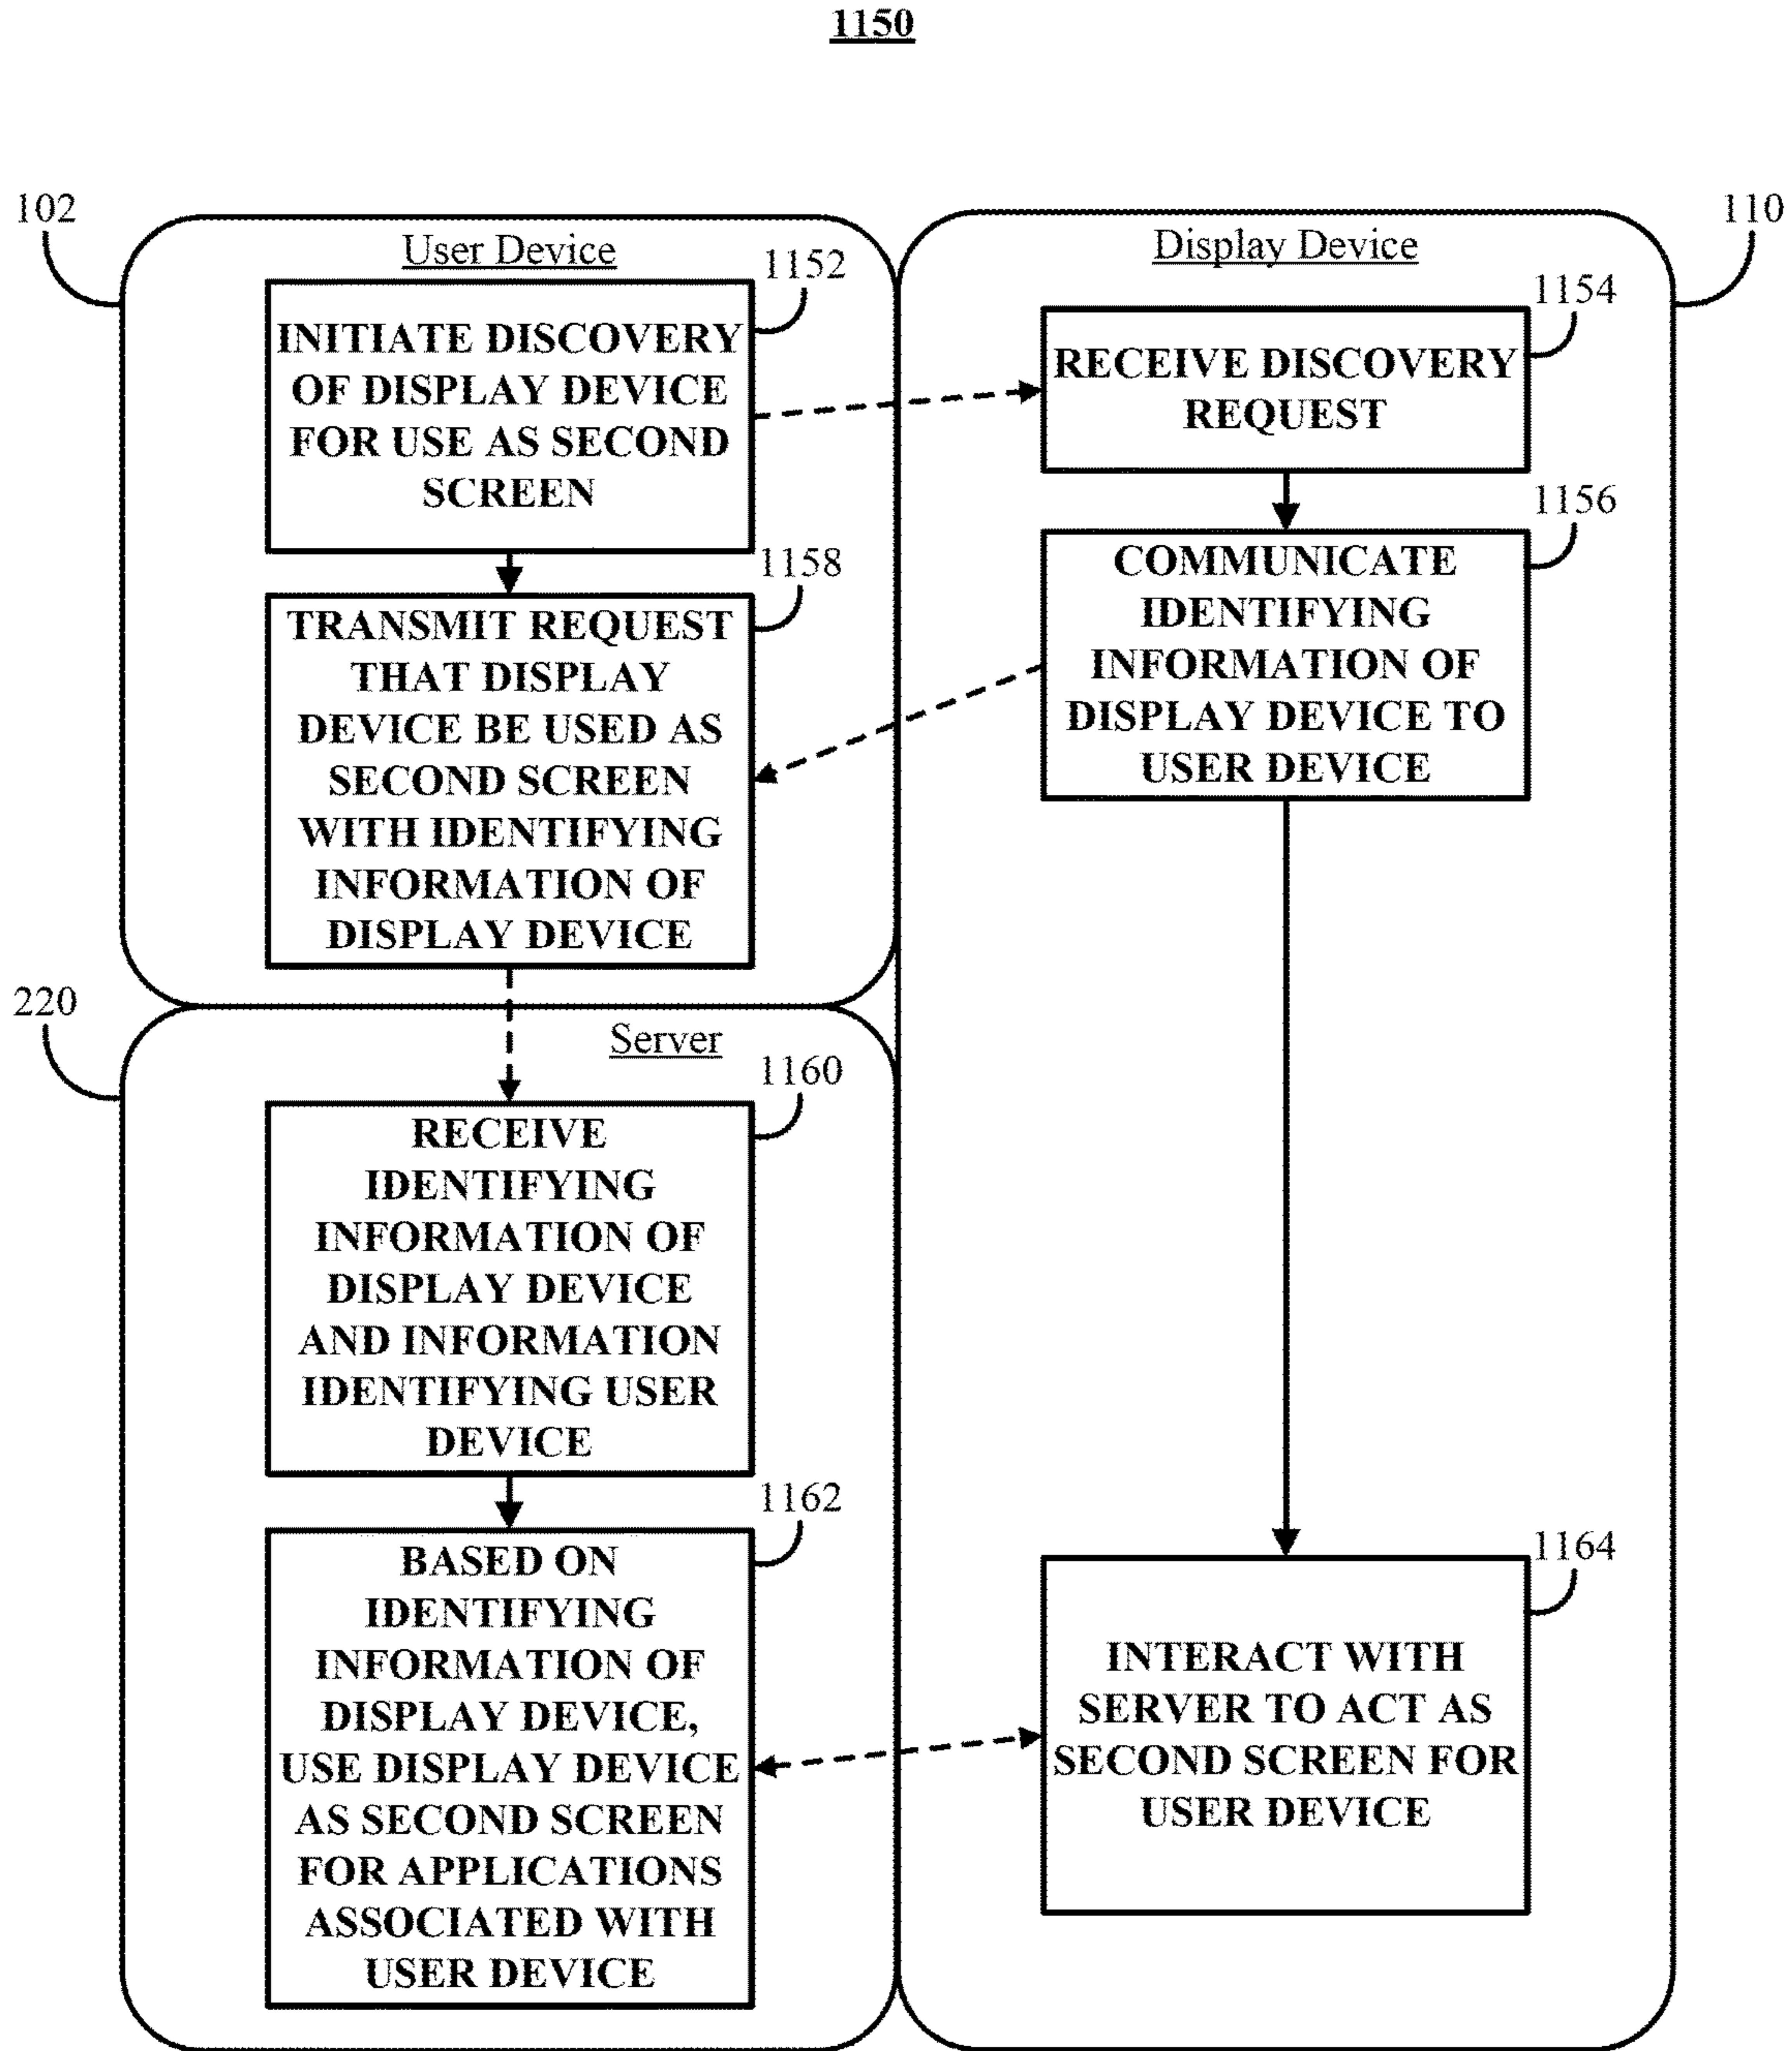 1150
102
User Device
1152
INITIATE DISCOVERY
OF DISPLAY DEVICE
FOR USE AS SECOND
SCREEN
1158
TRANSMIT REQUEST
THAT DISPLAY
DEVICE BE USED AS
SECOND SCREEN
WITH IDENTIFYING
INFORMATION OF
DISPLAY DEVICE
110
Display Device
1154
RECEIVE DISCOVERY
REQUEST
1156
COMMUNICATE
IDENTIFYING
INFORMATION OF
DISPLAY DEVICE TO
USER DEVICE
220
Server
1160
RECEIVE
IDENTIFYING
INFORMATION OF
DISPLAY DEVICE
AND INFORMATION
IDENTIFYING USER
DEVICE
1162
BASED ON
IDENTIFYING
INFORMATION OF
DISPLAY DEVICE,
USE DISPLAY DEVICE
AS SECOND SCREEN
FOR APPLICATIONS
ASSOCIATED WITH
USER DEVICE
1164
INTERACT WITH
SERVER TO ACT AS
SECOND SCREEN FOR
USER DEVICE